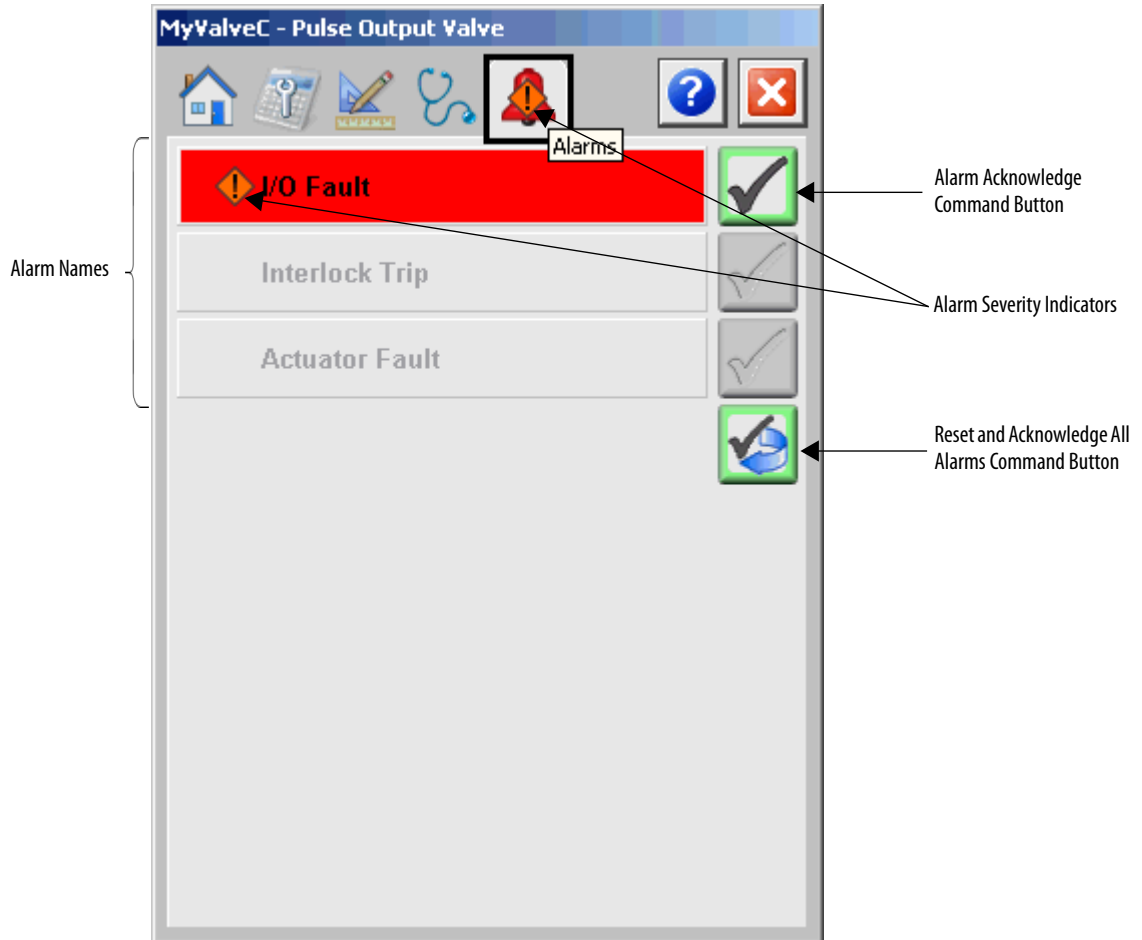 MyValveC - Pulse Output Valve
Alarms
I/O Fault
Alarm Acknowledge
Command Button
Alarm Names
Interlock Trip
Alarm Severity Indicators
Actuator Fault
Reset and Acknowledge All
Alarms Command Button